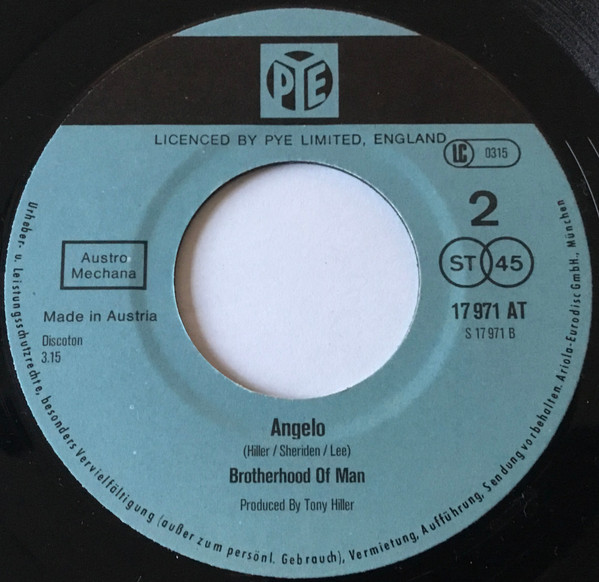 PYE
LICENCED BY PYE LIMITED, ENGLAND
LC 0315
2
ST 45
17 971 AT
S 17 971 B
Austro
Mechana
Made in Austria
Discoton
3.15
Angelo
(Hiller / Sheriden / Lee)
Brotherhood Of Man
Produced By Tony Hiller
Urheber- u. Leistungsschutzrechte, besonders Vervielfältigung (außer zum persönl. Gebrauch), Vermietung, Aufführung, Sendung vorbehalten. Ariola-Eurodisc GmbH., München